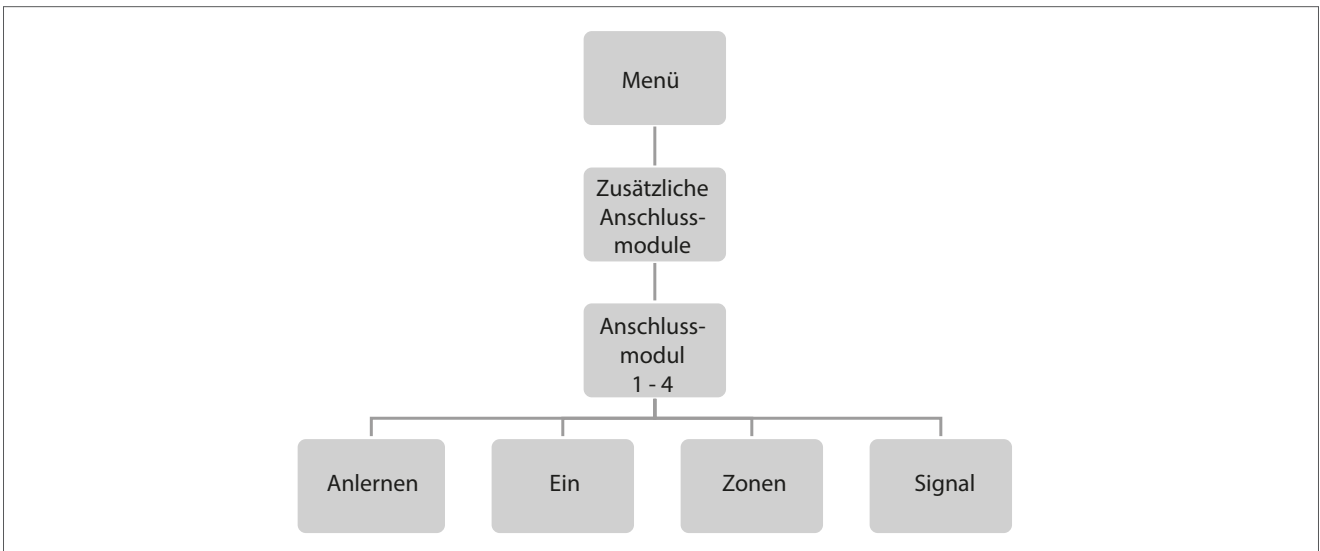 Menü
Zusätzliche
Anschluss-
module
Anschluss-
modul
1 - 4
Anlernen
Ein
Zonen
Signal